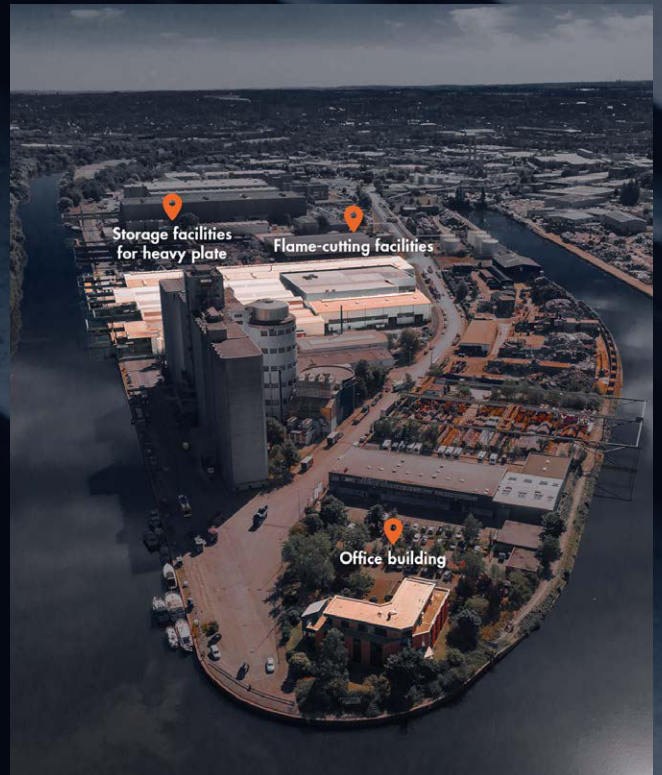 Storage facilities
for heavy plate
Flame-cutting facilities
Office building